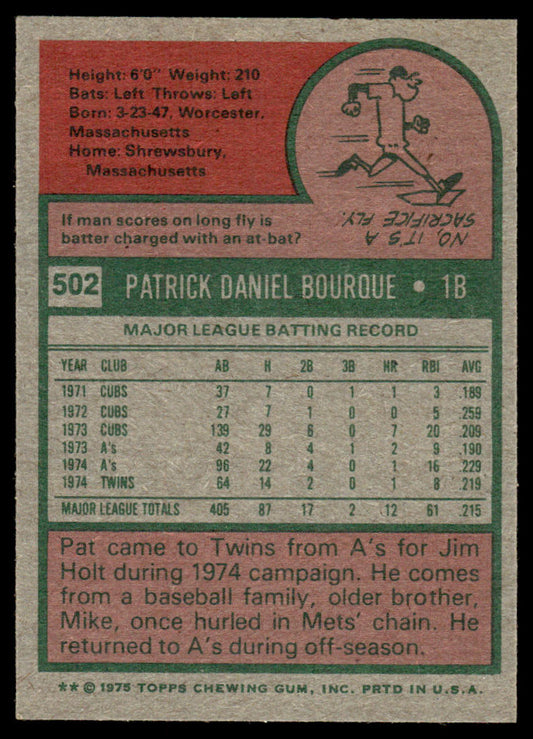 Height: 6'0" Weight: 210
Bats: Left Throws: Left
Born: 3-23-47, Worcester,
Massachusetts
Home: Shrewsbury,
Massachusetts
NO, IT'S A
SACRIFICE FLY.
If man scores on long fly is
batter charged with an at-bat?
502 PATRICK DANIEL BOURQUE • 1B
MAJOR LEAGUE BATTING RECORD
YEAR CLUB AB H 2B 3B HR RBI AVG
1971 CUBS 37 7 0 1 1 3 .189
1972 CUBS 27 7 1 0 0 5 .259
1973 CUBS 139 29 6 0 7 20 .209
1973 A's 42 8 4 1 2 9 .190
1974 A's 96 22 4 0 1 16 .229
1974 TWINS 64 14 2 0 1 8 .219
MAJOR LEAGUE TOTALS 405 87 17 2 12 61 .215
Pat came to Twins from A's for Jim
Holt during 1974 campaign. He comes
from a baseball family, older brother,
Mike, once hurled in Mets' chain. He
returned to A's during off-season.
** © 1975 TOPPS CHEWING GUM, INC. PRTD IN U.S.A.